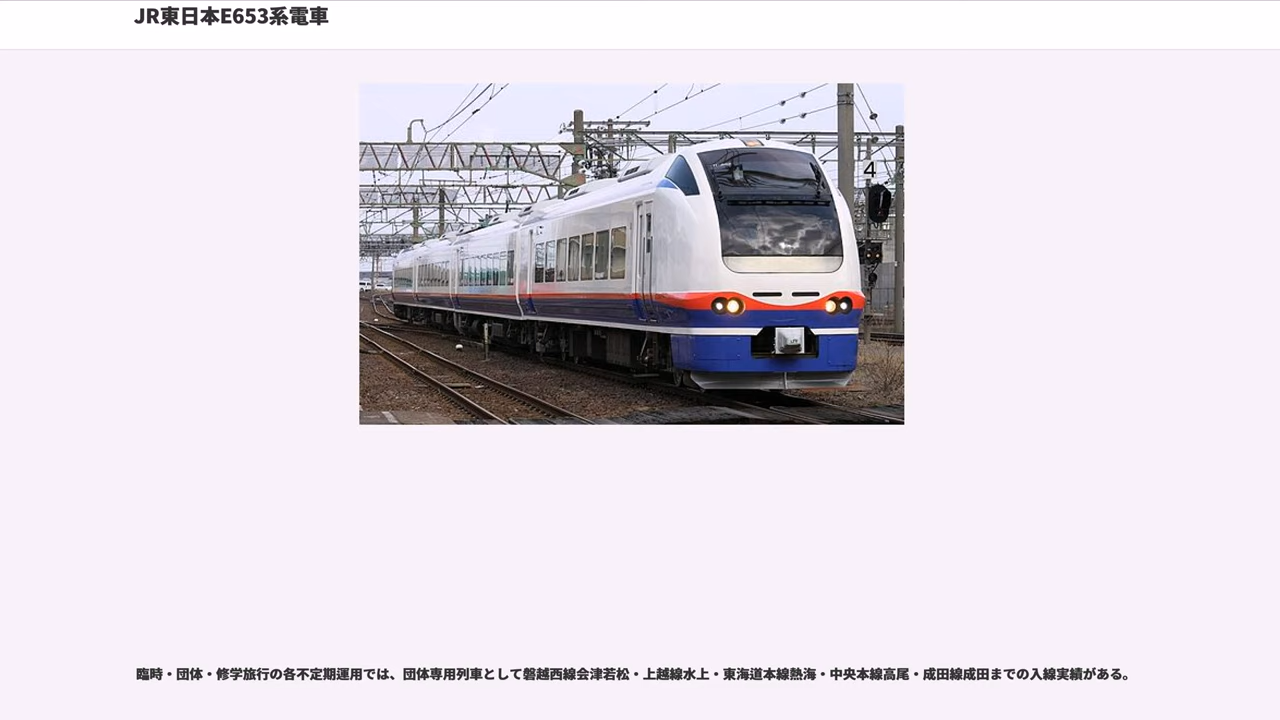 JR東日本E653系電車
4
臨時・団体・修学旅行の各不定期運用では、団体専用列車として磐越西線会津若松・上越線水上・東海道本線熱海・中央本線高尾・成田線成田までの入線実績がある。